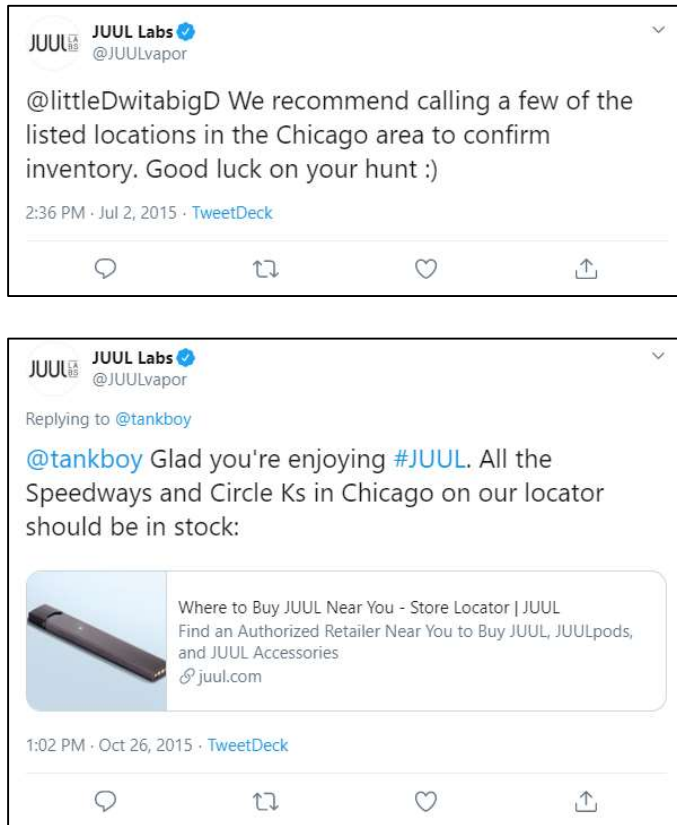 JUUL LABS
JUUL Labs
@JUULvapor
@littleDwitabigD We recommend calling a few of the
listed locations in the Chicago area to confirm
inventory. Good luck on your hunt :)
2:36 PM · Jul 2, 2015 · TweetDeck
JUUL LABS
JUUL Labs
@JUULvapor
Replying to @tankboy
@tankboy Glad you're enjoying #JUUL. All the
Speedways and Circle Ks in Chicago on our locator
should be in stock:
Where to Buy JUUL Near You - Store Locator | JUUL
Find an Authorized Retailer Near You to Buy JUUL, JUULpods,
and JUUL Accessories
juul.com
1:02 PM · Oct 26, 2015 · TweetDeck